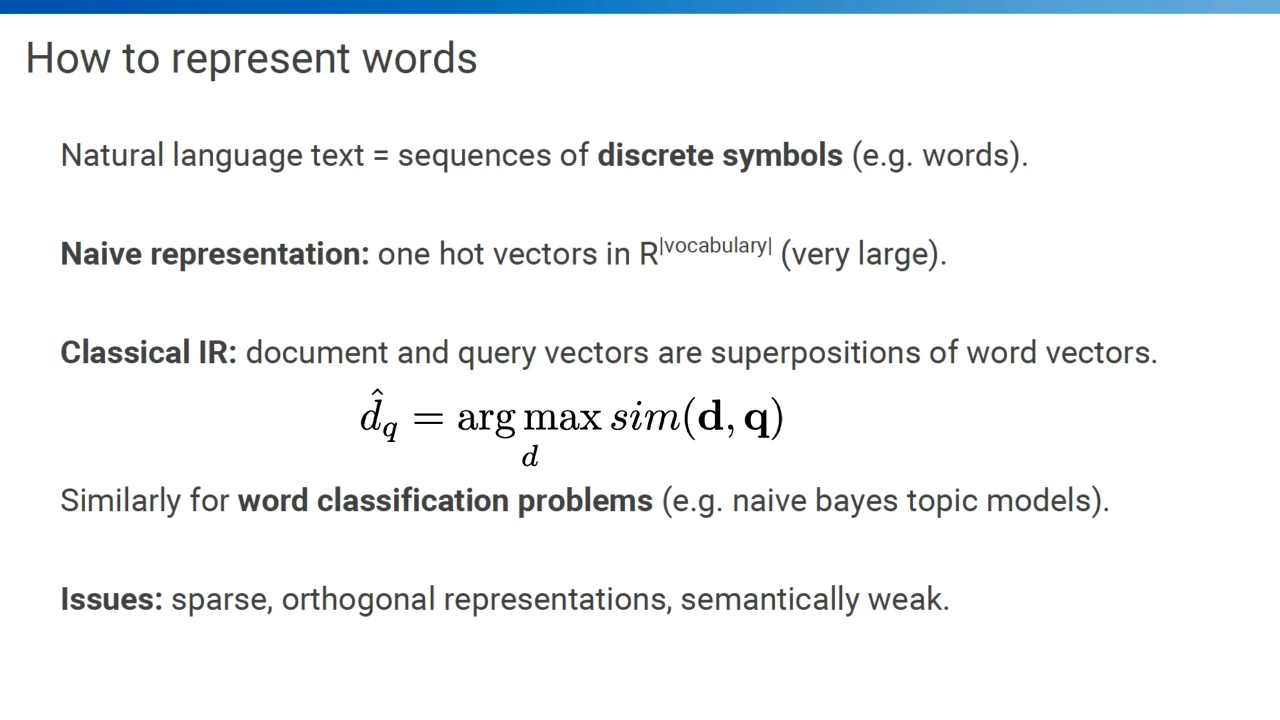 How to represent words
Natural language text = sequences of discrete symbols (e.g. words).
Naive representation: one hot vectors in R^|vocabulary| (very large).
Classical IR: document and query vectors are superpositions of word vectors.
d̂_q = arg max_d sim(d, q)
Similarly for word classification problems (e.g. naive bayes topic models).
Issues: sparse, orthogonal representations, semantically weak.